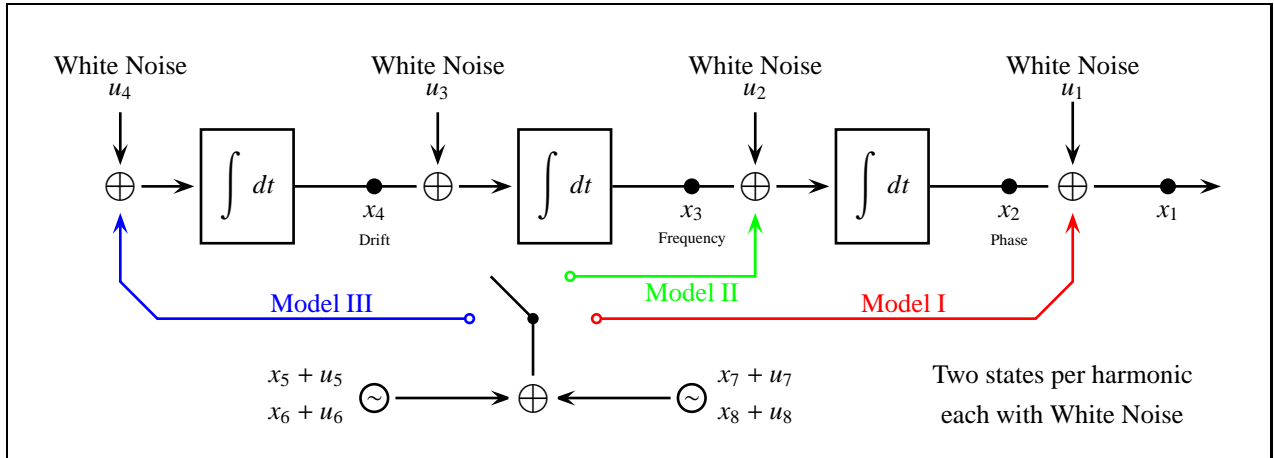 White Noise White Noise White Noise White Noise
u4 u3 u2 u1
∫ dt ∫ dt ∫ dt
x4 x3 x2 x1
Drift Frequency Phase
Model III Model II Model I
x5 + u5 ~ ~ x7 + u7
x6 + u6 x8 + u8
Two states per harmonic
each with White Noise